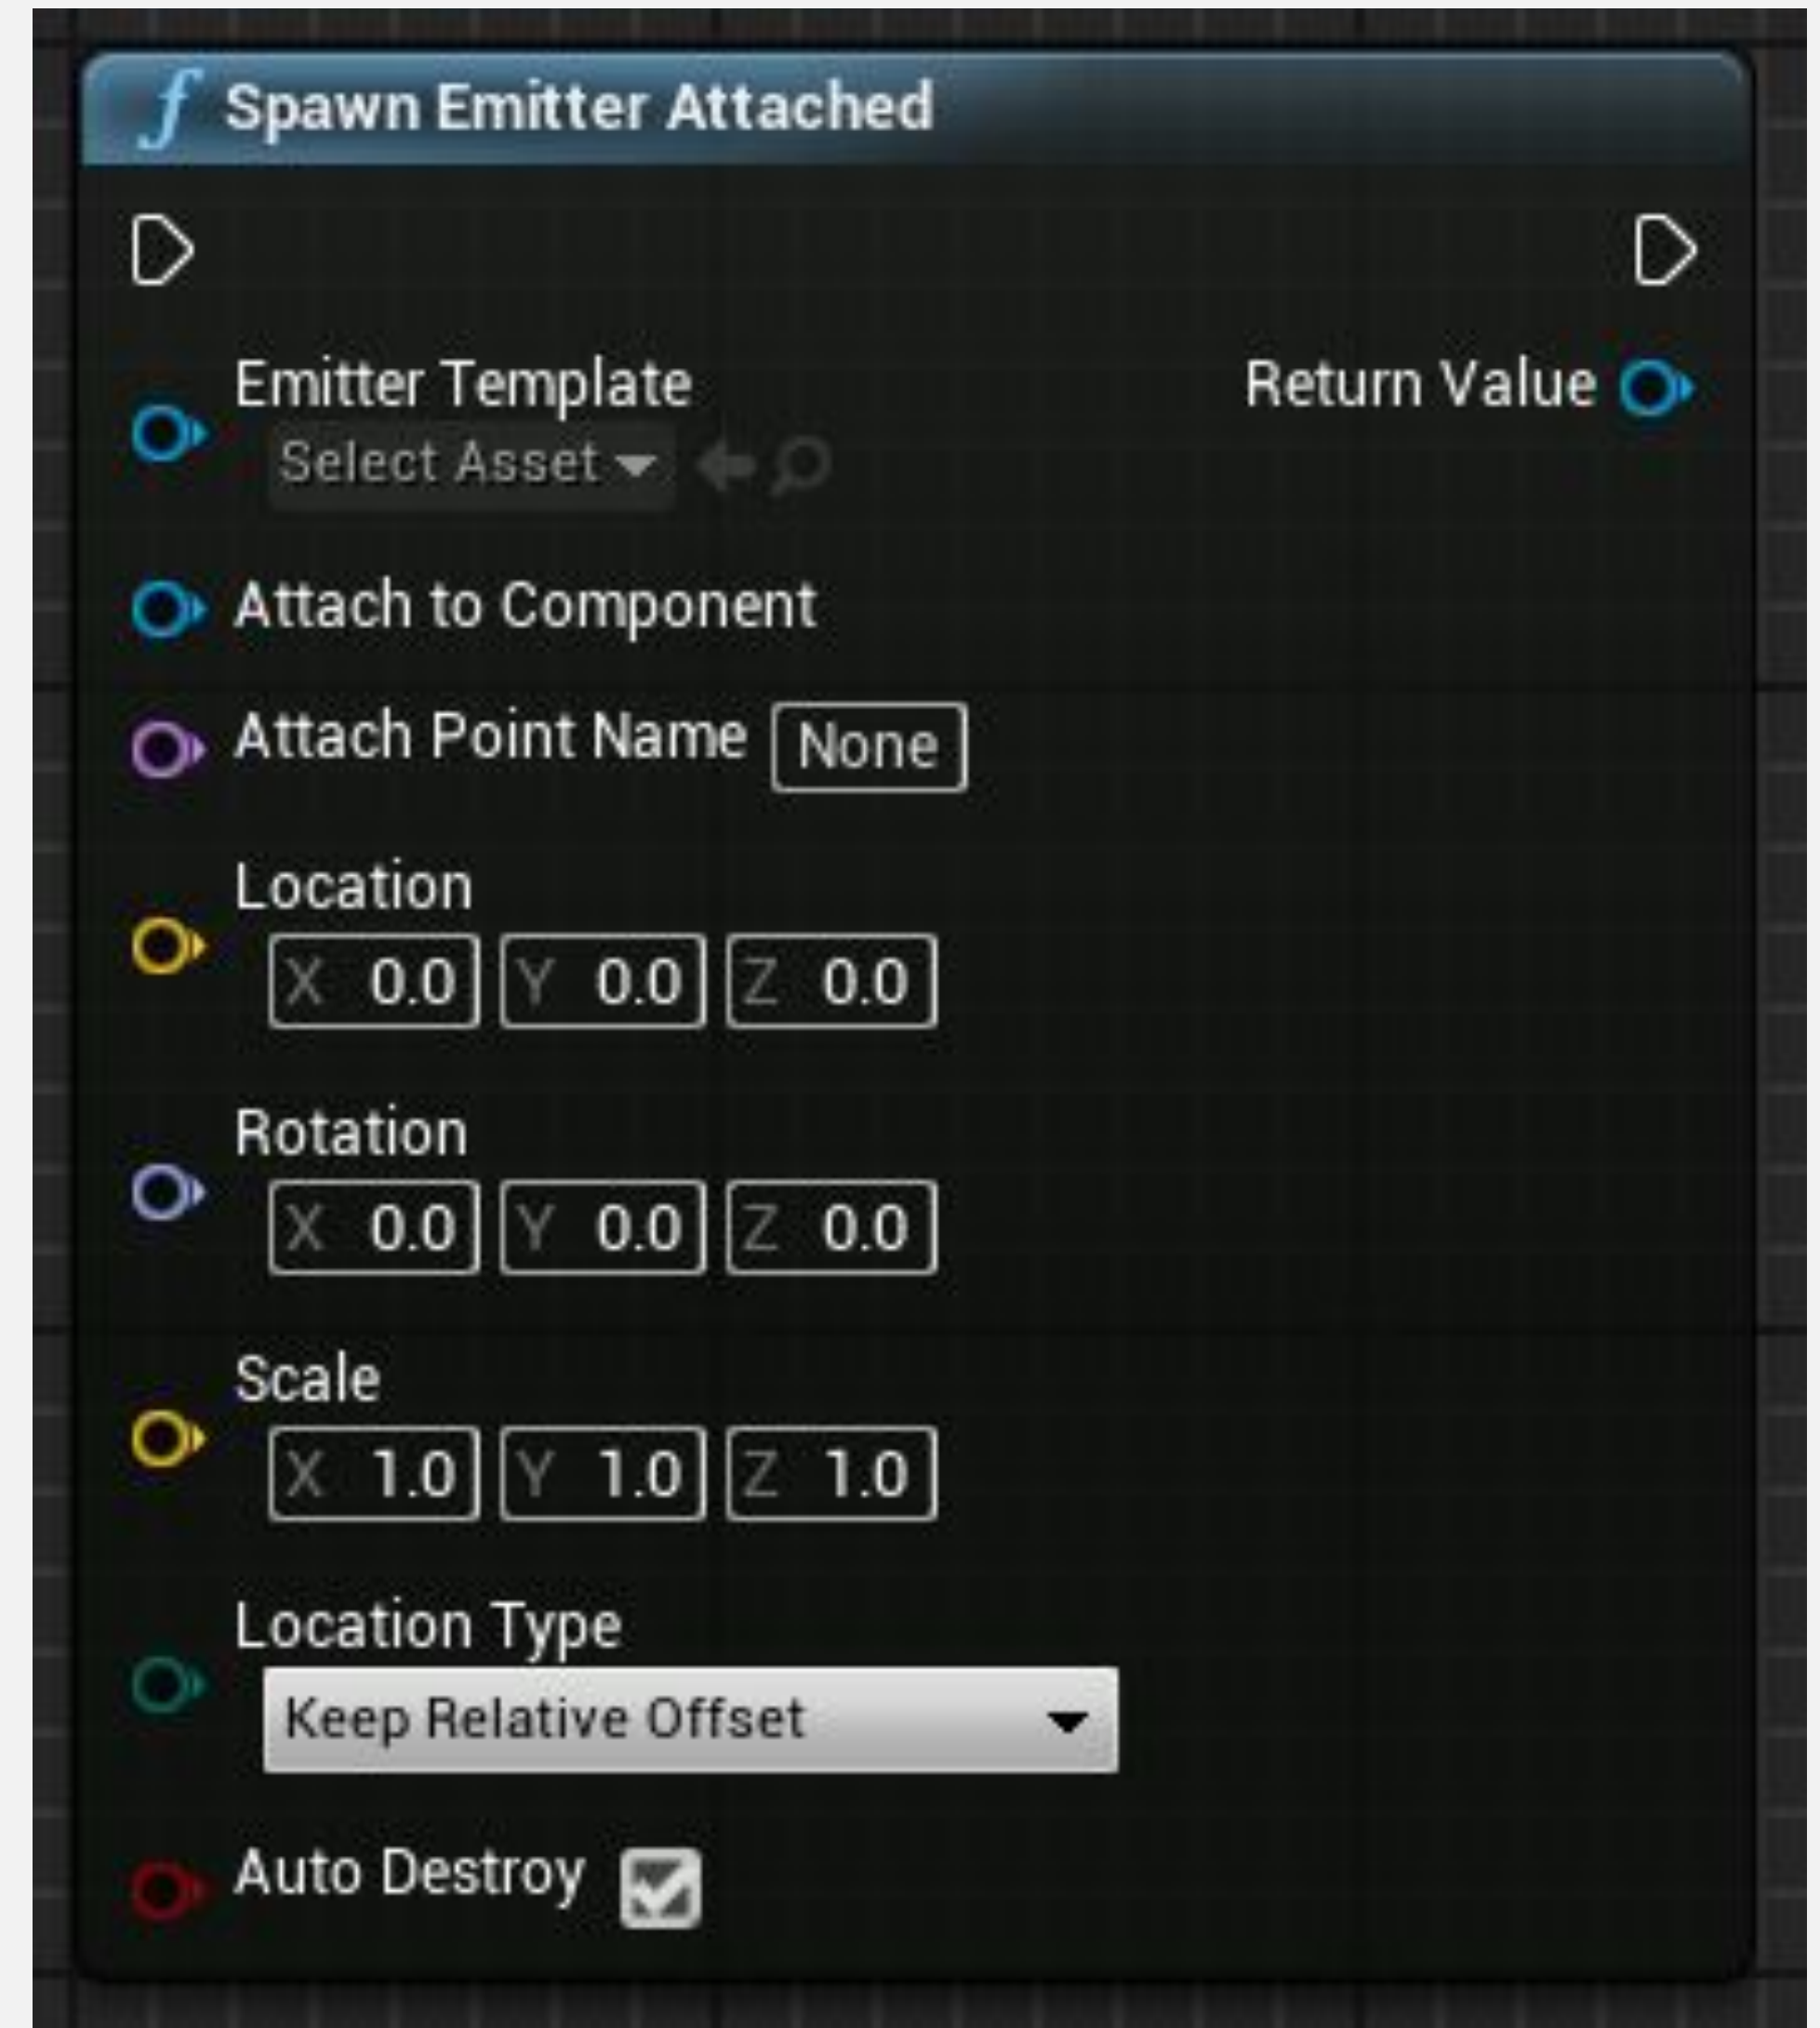 f Spawn Emitter Attached
Emitter Template
Return Value
Select Asset
Attach to Component
Attach Point Name None
Location
X 0.0 Y 0.0 Z 0.0
Rotation
X 0.0 Y 0.0 Z 0.0
Scale
X 1.0 Y 1.0 Z 1.0
Location Type
Keep Relative Offset
Auto Destroy